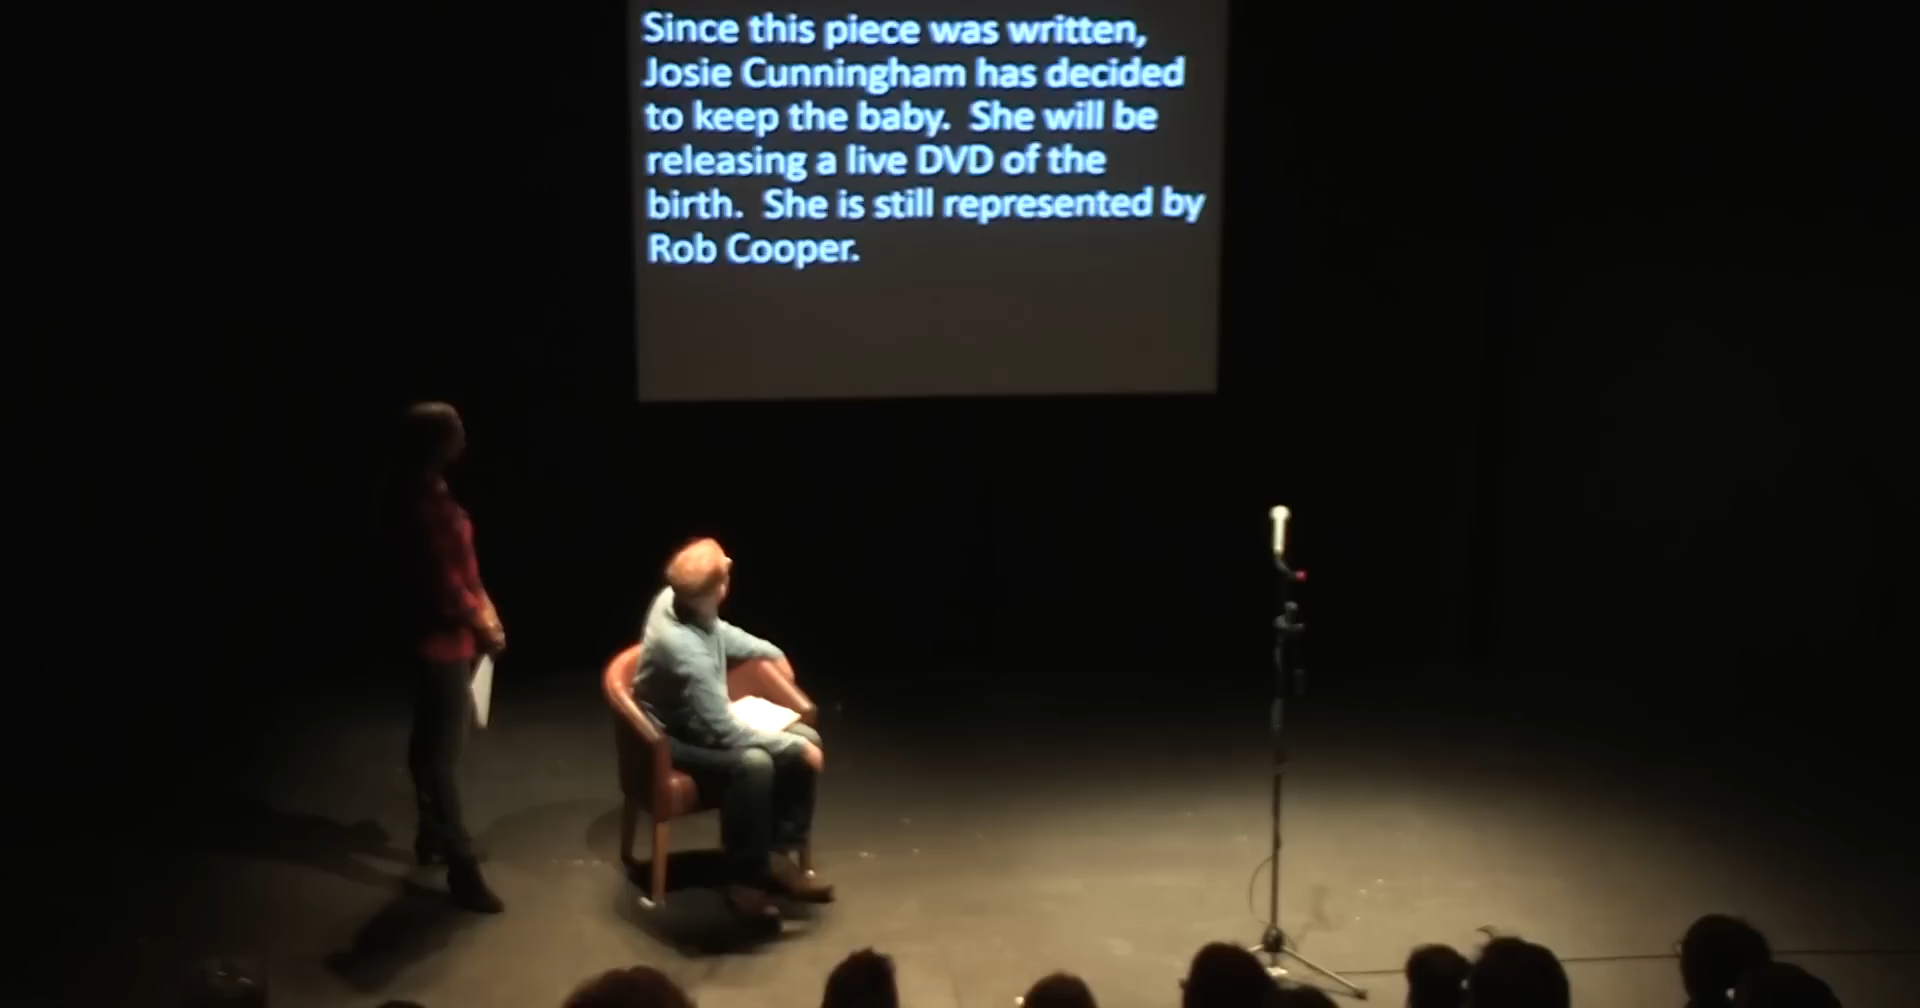 Since this piece was written,
Josie Cunningham has decided
to keep the baby.  She will be
releasing a live DVD of the
birth.  She is still represented by
Rob Cooper.